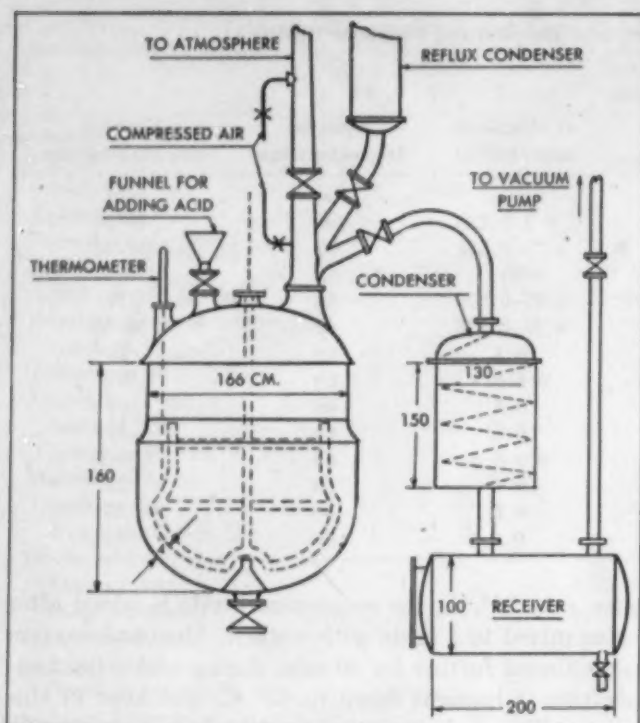 TO ATMOSPHERE
REFLUX CONDENSER
COMPRESSED AIR
FUNNEL FOR
ADDING ACID
TO VACUUM
PUMP
THERMOMETER
CONDENSER
166 CM.
130
150
160
100
RECEIVER
200